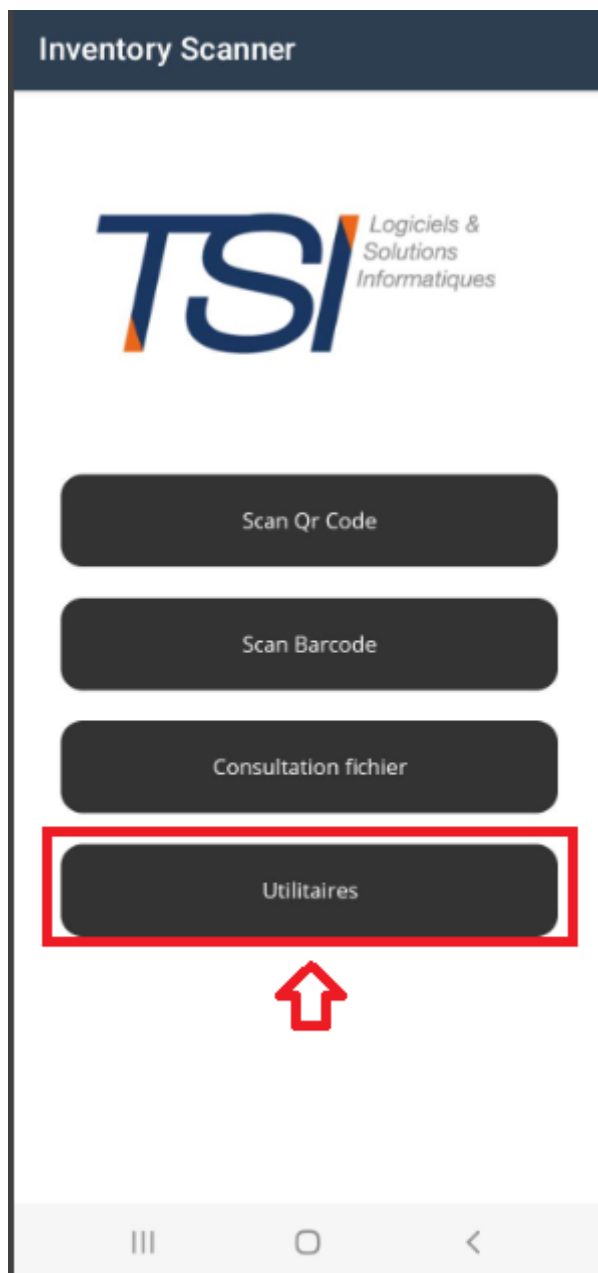 Inventory Scanner
TSI
Logiciels &
Solutions
Informatiques
Scan Qr Code
Scan Barcode
Consultation fichier
Utilitaires